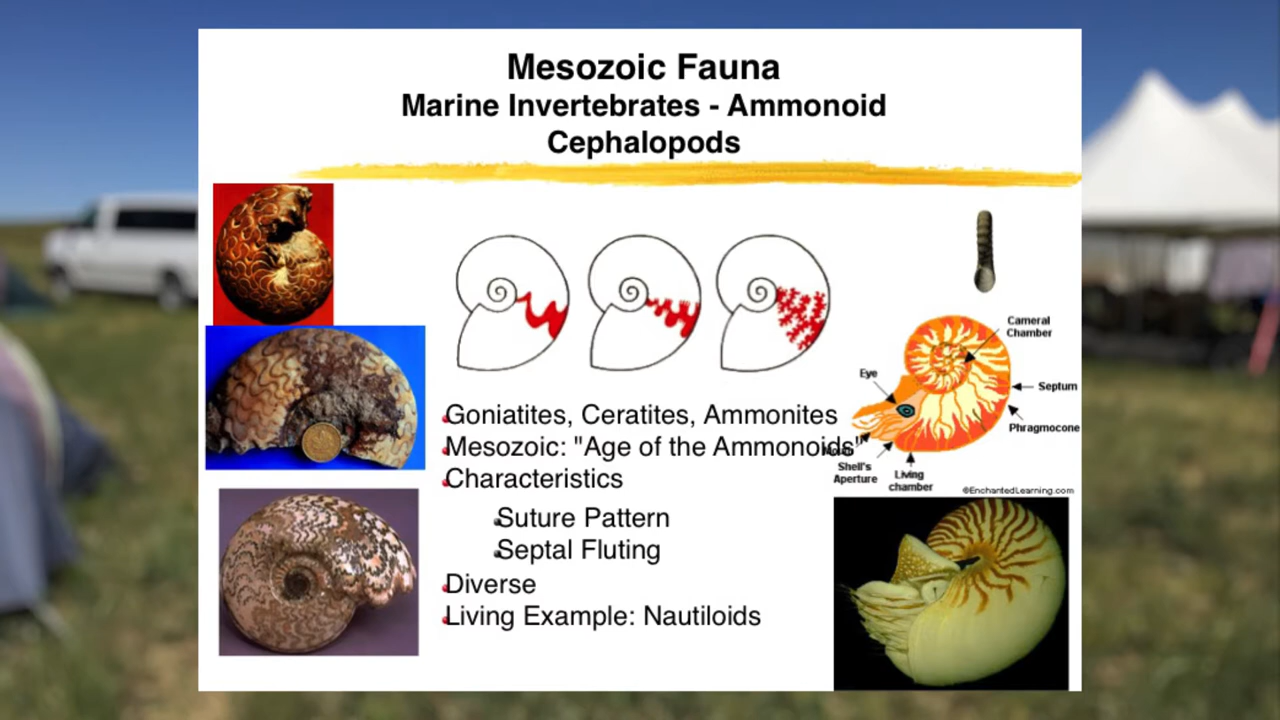 Mesozoic Fauna
Marine Invertebrates - Ammonoid
Cephalopods
Goniatites, Ceratites, Ammonites
Mesozoic: "Age of the Ammonoids"
Characteristics
Suture Pattern
Septal Fluting
Diverse
Living Example: Nautiloids
Cameral
Chamber
Eye
Septum
Phragmocone
Shell's
Aperture
Living
chamber
©EnchantedLearning.com